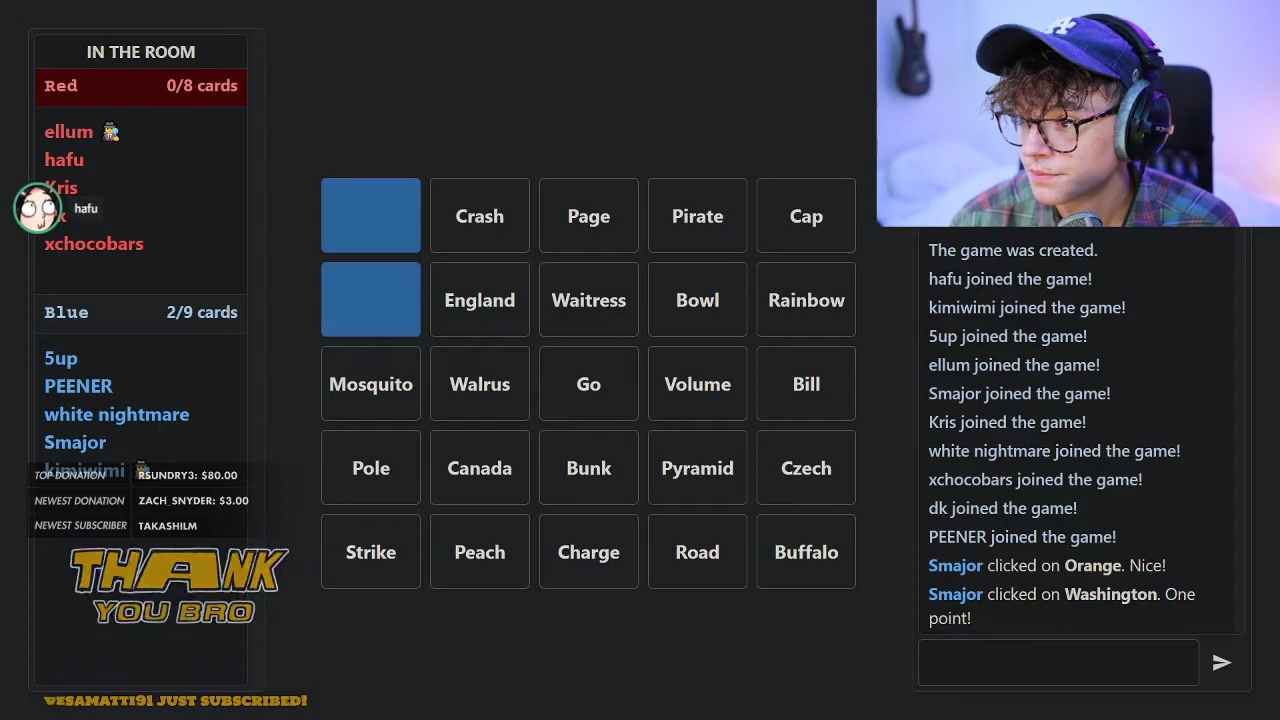 IN THE ROOM
Red 0/8 cards
ellum
hafu
Kris
hafu
xchocobars
Blue 2/9 cards
5up
PEENER
white nightmare
Smajor
kimiwimi
TOP DONATION RSUNDRY3: $80.00
NEWEST DONATION ZACH_SNYDER: $3.00
NEWEST SUBSCRIBER TAKASHILM
THANK
YOU BRO
JUST SUBSCRIBED!
Crash Page Pirate Cap
England Waitress Bowl Rainbow
Mosquito Walrus Go Volume Bill
Pole Canada Bunk Pyramid Czech
Strike Peach Charge Road Buffalo
The game was created.
hafu joined the game!
kimiwimi joined the game!
5up joined the game!
ellum joined the game!
Smajor joined the game!
Kris joined the game!
white nightmare joined the game!
xchocobars joined the game!
dk joined the game!
PEENER joined the game!
Smajor clicked on Orange. Nice!
Smajor clicked on Washington. One
point!